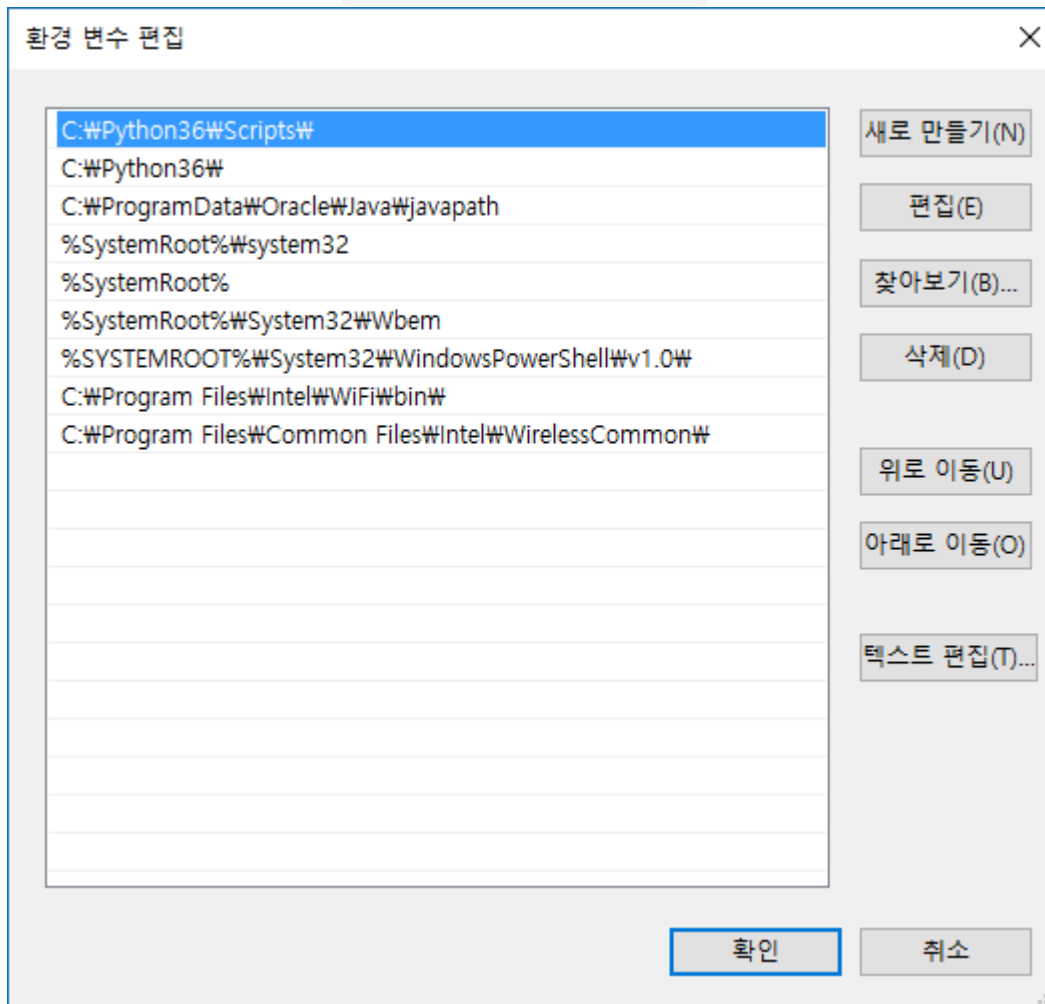 환경 변수 편집
C:₩Python36₩Scripts₩
C:₩Python36₩
C:₩ProgramData₩Oracle₩Java₩javapath
%SystemRoot%₩system32
%SystemRoot%
%SystemRoot%₩System32₩Wbem
%SYSTEMROOT%₩System32₩WindowsPowerShell₩v1.0₩
C:₩Program Files₩Intel₩WiFi₩bin₩
C:₩Program Files₩Common Files₩Intel₩WirelessCommon₩
새로 만들기(N)
편집(E)
찾아보기(B)...
삭제(D)
위로 이동(U)
아래로 이동(O)
텍스트 편집(T)...
확인
취소